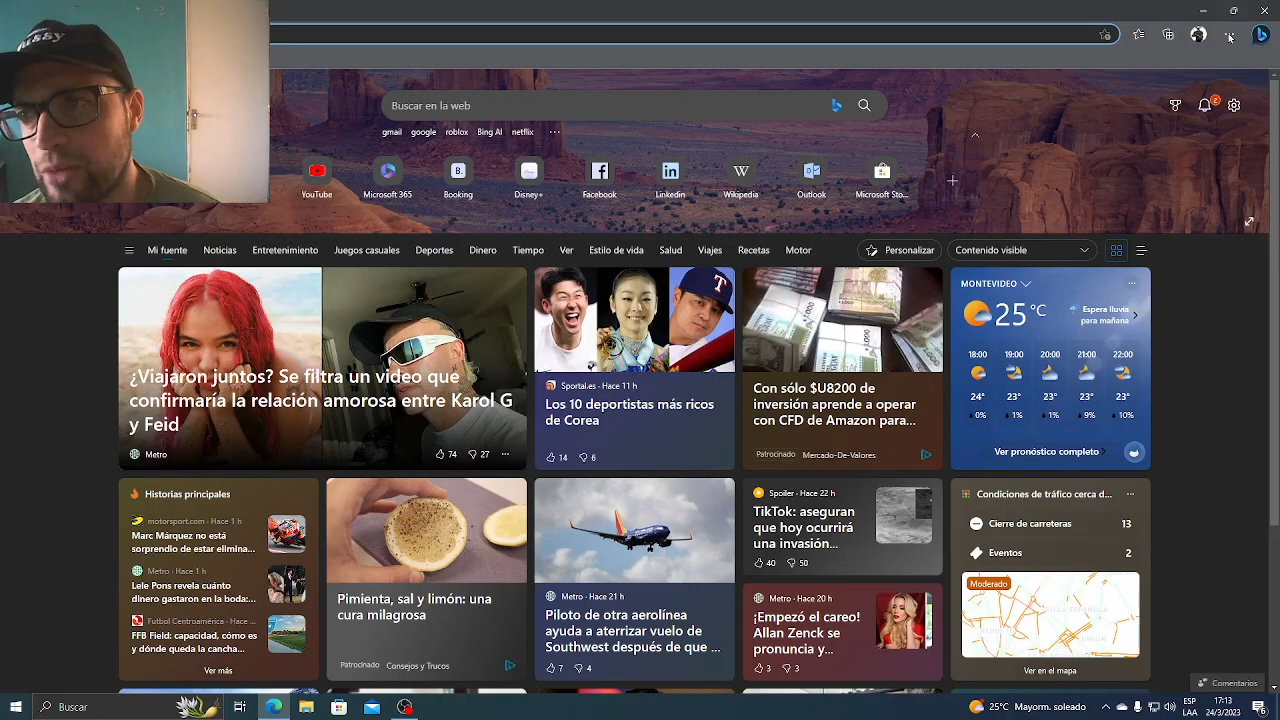 Buscar en la web
gmail google roblox Bing AI netflix
YouTube
Microsoft 365
Booking
Disney+
Facebook
Linkedin
Wikipedia
Outlook
Microsoft Sto...
Mi fuente Noticias Entretenimiento Juegos casuales Deportes Dinero Tiempo Ver Estilo de vida Salud Viajes Recetas Motor
Personalizar
Contenido visible
¿Viajaron juntos? Se filtra un video que
confirmaría la relación amorosa entre Karol G
y Feid
Metro
74 27
Sportal.es · Hace 11 h
Los 10 deportistas más ricos
de Corea
14 6
Con sólo $U8200 de
inversión aprende a operar
con CFD de Amazon para...
Patrocinado Mercado-De-Valores
MONTEVIDEO
25 °C
Espera lluvia
para mañana
18:00 19:00 20:00 21:00 22:00
24° 23° 23° 23° 23°
0% 1% 1% 9% 10%
Ver pronóstico completo
Historias principales
motorsport.com · Hace 1 h
Marc Márquez no está
sorprendido de estar elimina...
Metro · Hace 1 h
Lele Pons revela cuánto
dinero gastaron en la boda:...
Futbol Centroamérica · Hace ...
FFB Field: capacidad, cómo es
y dónde queda la cancha...
Ver más
Pimienta, sal y limón: una
cura milagrosa
Patrocinado Consejos y Trucos
Metro · Hace 21 h
Piloto de otra aerolínea
ayuda a aterrizar vuelo de
Southwest después de que ...
7 4
Spoiler · Hace 22 h
TikTok: aseguran
que hoy ocurrirá
una invasión...
40 50
Metro · Hace 20 h
¡Empezó el careo!
Allan Zenck se
pronuncia y...
3 3
Condiciones de tráfico cerca d...
Cierre de carreteras 13
Eventos 2
Moderado
UNION
Ver en el mapa
Comentarios
Buscar
25°C Mayorm. soleado
ESP
LAA
17:13
24/3/2023
6